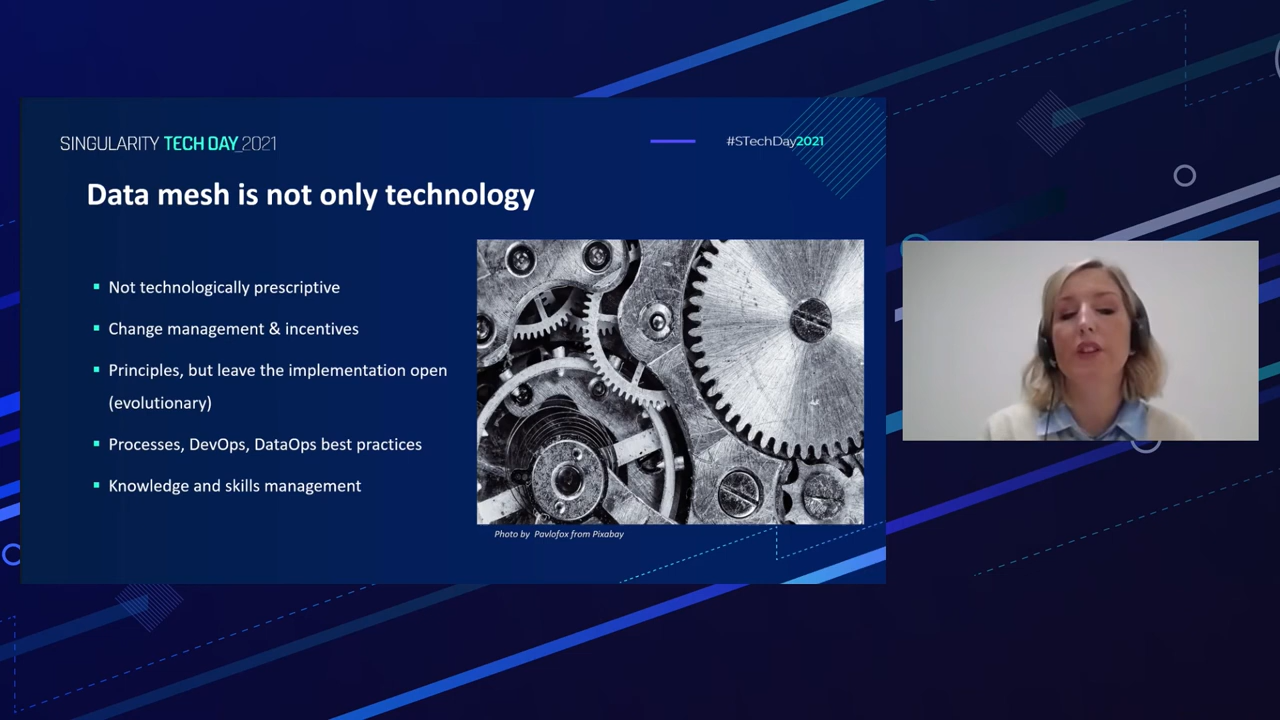 SINGULARITY TECH DAY_2021
#STechDay2021
Data mesh is not only technology
Not technologically prescriptive
Change management & incentives
Principles, but leave the implementation open
(evolutionary)
Processes, DevOps, DataOps best practices
Knowledge and skills management
Photo by Pavlofox from Pixabay